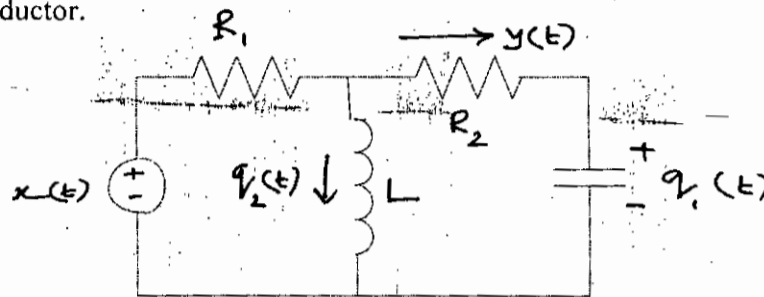 ductor.
R₁
y(t)
R₂
x(t)
q₂(t)
L
q₁(t)
+
-
+
-